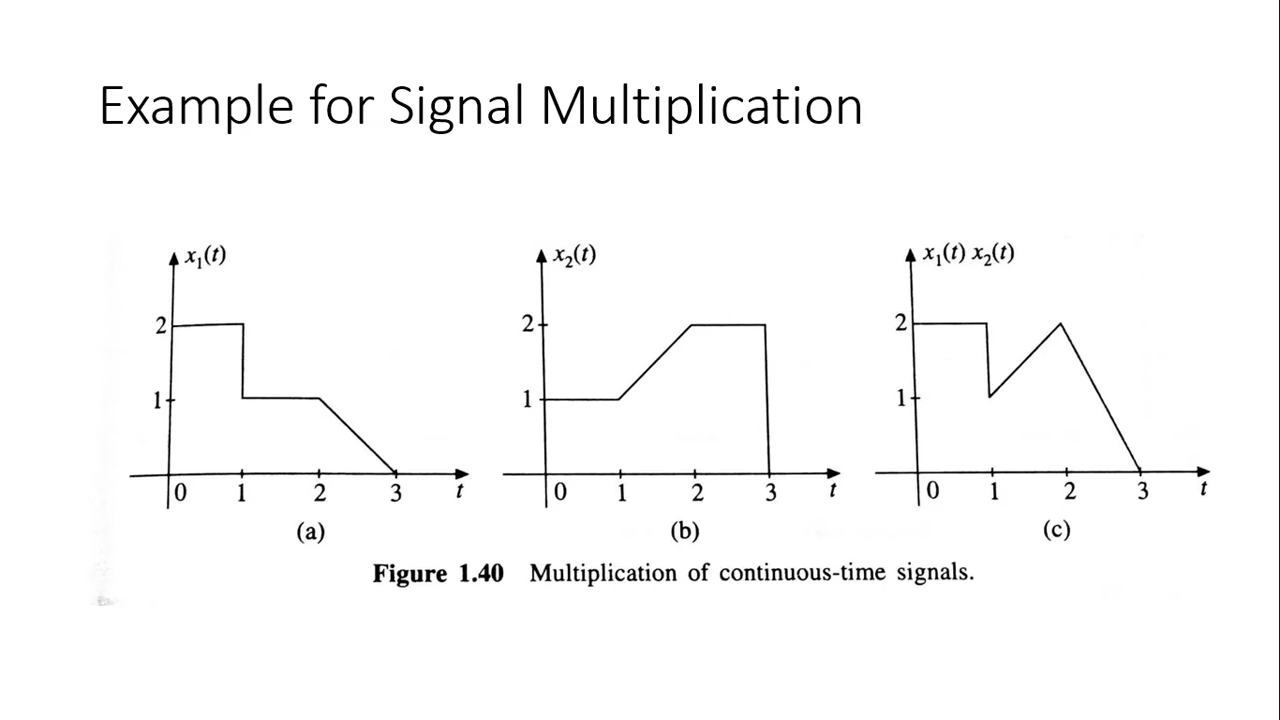 Example for Signal Multiplication
x₁(t)
2
1
0 1 2 3 t
(a)
x₂(t)
2
1
0 1 2 3 t
(b)
x₁(t) x₂(t)
2
1
0 1 2 3 t
(c)
Figure 1.40 Multiplication of continuous-time signals.